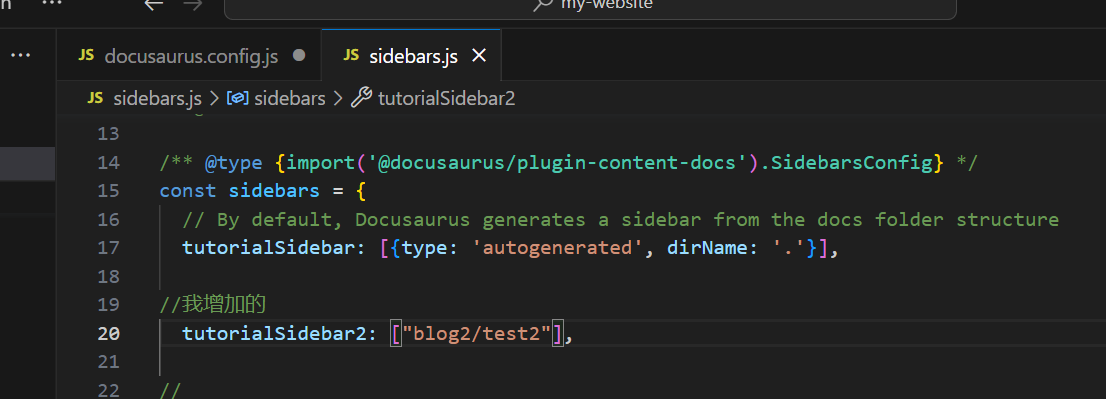 my-website
JS docusaurus.config.js
JS sidebars.js
JS sidebars.js > sidebars > tutorialSidebar2
13
14 /** @type {import('@docusaurus/plugin-content-docs').SidebarsConfig} */
15 const sidebars = {
16 // By default, Docusaurus generates a sidebar from the docs folder structure
17 tutorialSidebar: [{type: 'autogenerated', dirName: '.'}],
18
19 //我增加的
20 tutorialSidebar2: ["blog2/test2"],
21
22 //